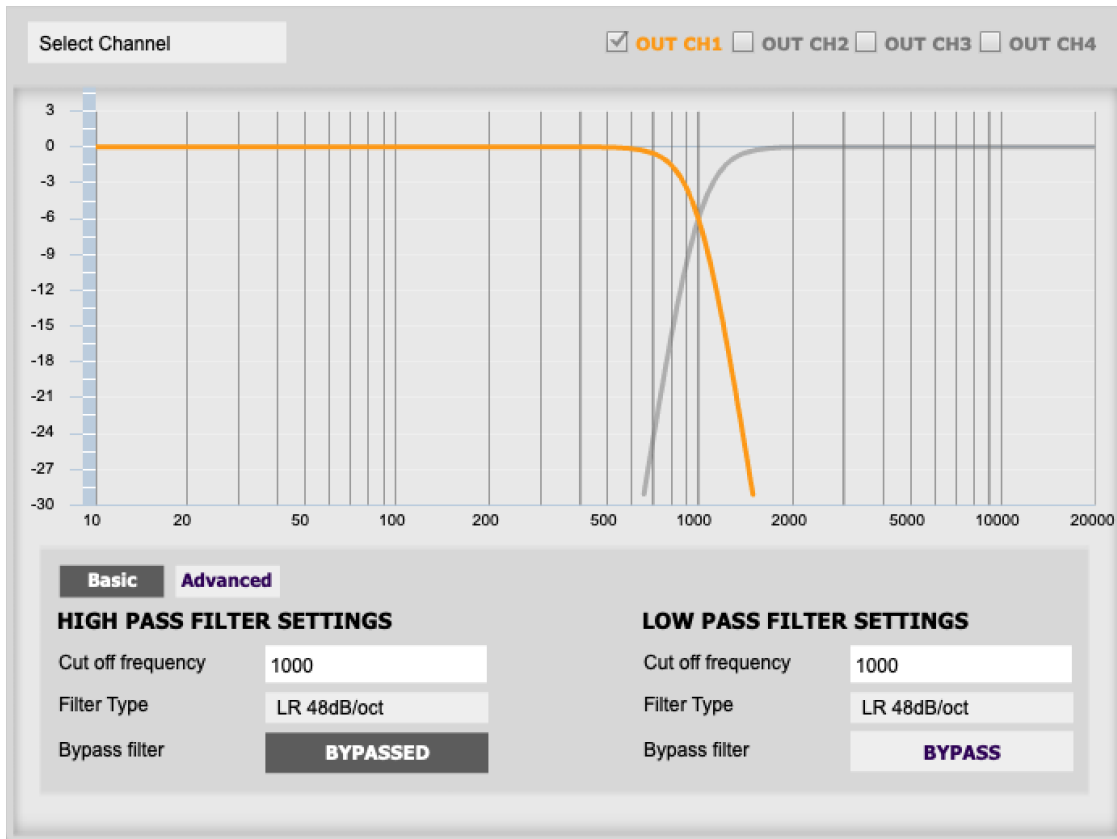 Select Channel
OUT CH1 OUT CH2 OUT CH3 OUT CH4
3
0
-3
-6
-9
-12
-15
-18
-21
-24
-27
-30
10 20 50 100 200 500 1000 2000 5000 10000 20000
Basic Advanced
HIGH PASS FILTER SETTINGS
Cut off frequency 1000
Filter Type LR 48dB/oct
Bypass filter BYPASSED
LOW PASS FILTER SETTINGS
Cut off frequency 1000
Filter Type LR 48dB/oct
Bypass filter BYPASS